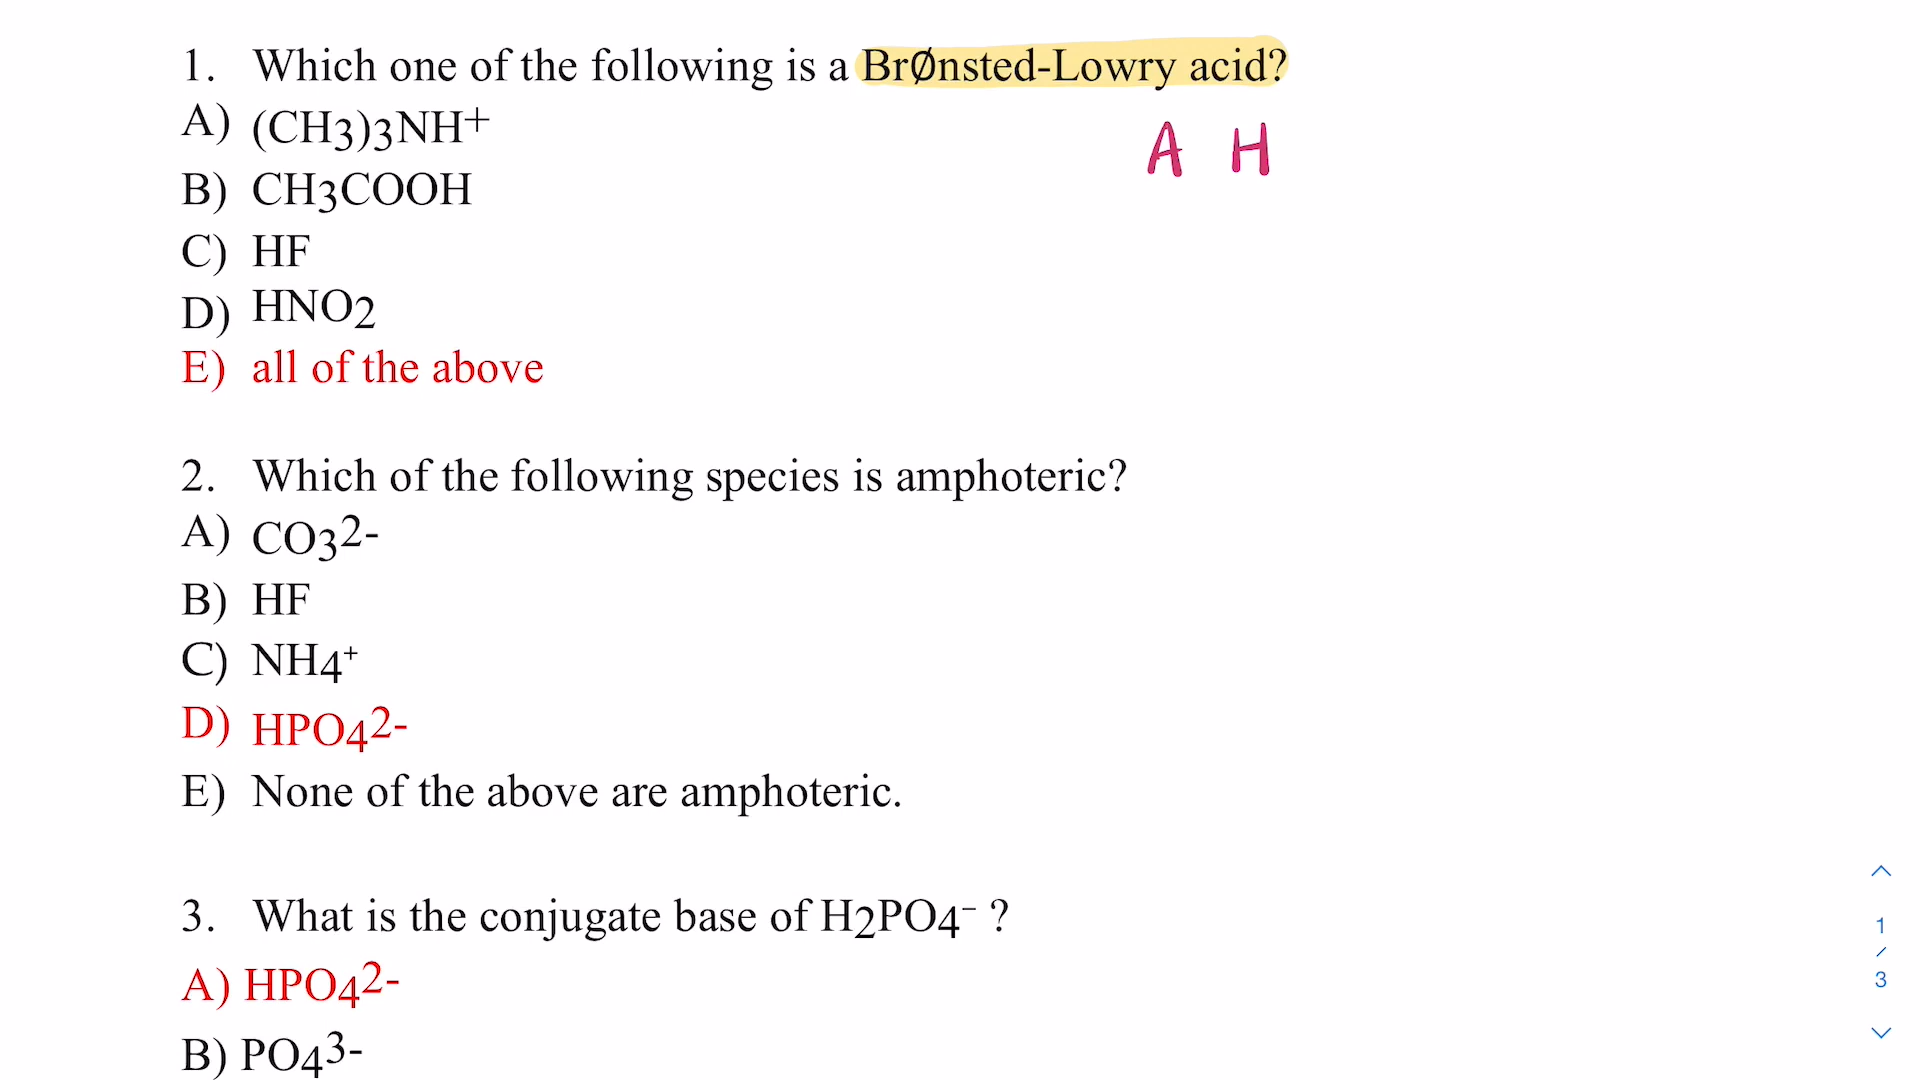 1. Which one of the following is a BrØnsted-Lowry acid?
A) (CH3)3NH+
A H
B) CH3COOH
C) HF
D) HNO2
E) all of the above
2. Which of the following species is amphoteric?
A) CO32-
B) HF
C) NH4+
D) HPO42-
E) None of the above are amphoteric.
3. What is the conjugate base of H2PO4− ?
A) HPO42-
B) PO43-
1
/
3